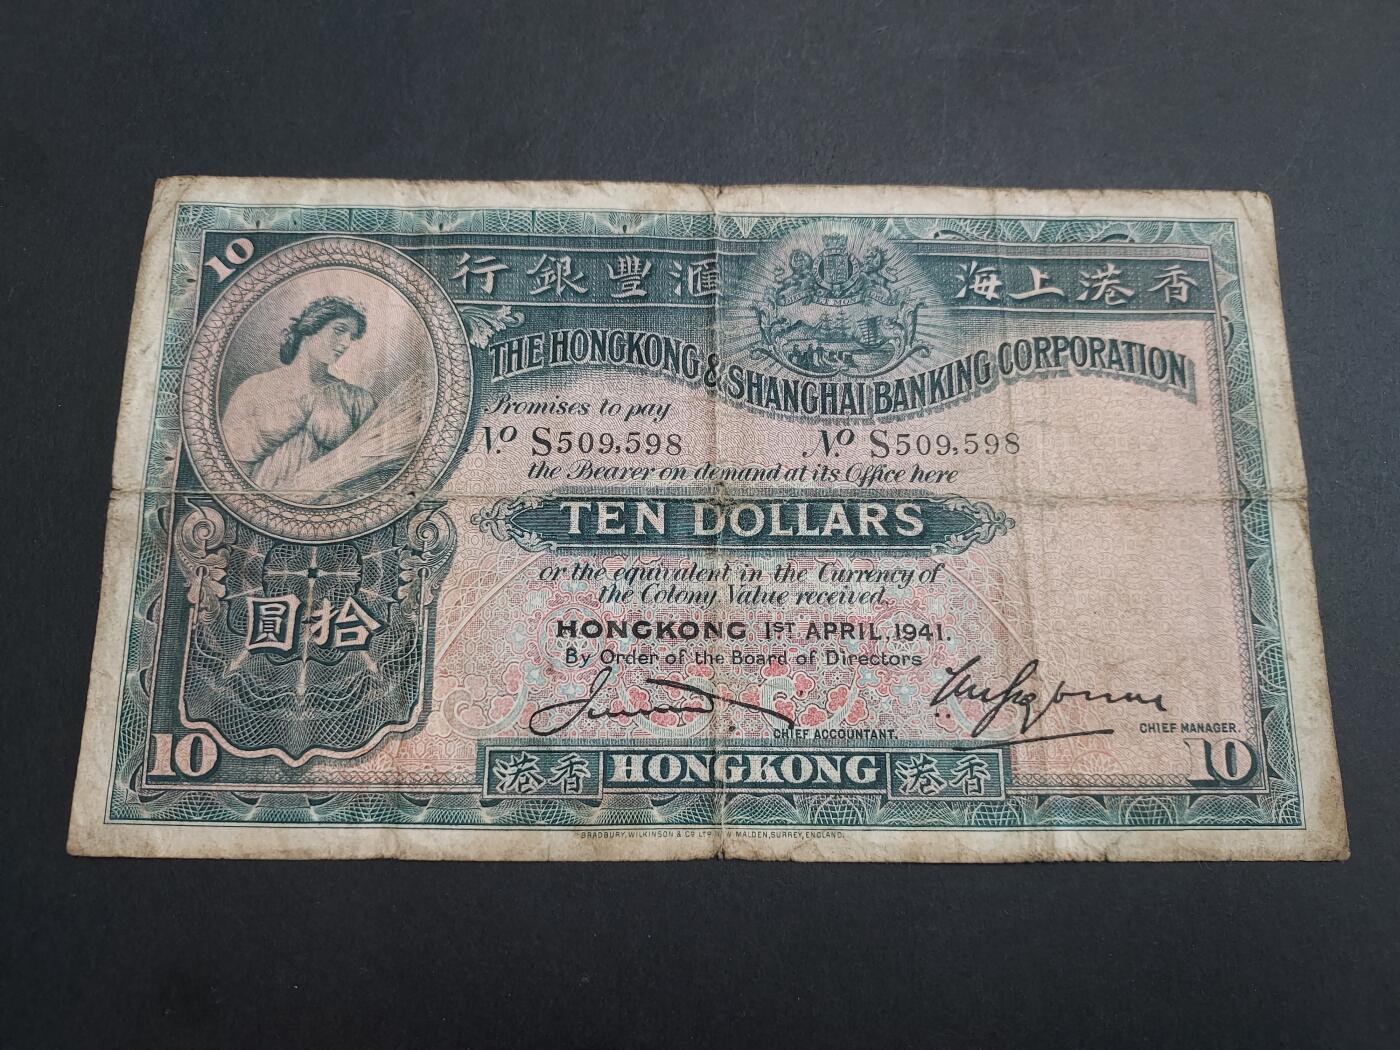 10
行銀豐滙 海上港香
THE HONGKONG & SHANGHAI BANKING CORPORATION
Promises to pay
No. S509,598 No. S509,598
the Bearer on demand at its Office here
TEN DOLLARS
or the equivalent in the Currency of
the Colony Value received.
圓拾
HONGKONG 1ST APRIL, 1941.
By Order of the Board of Directors
CHIEF ACCOUNTANT.
CHIEF MANAGER.
10 港香 HONGKONG 港香 10
BRADBURY, WILKINSON & Co. LTD. NEW MALDEN, SURREY, ENGLAND.